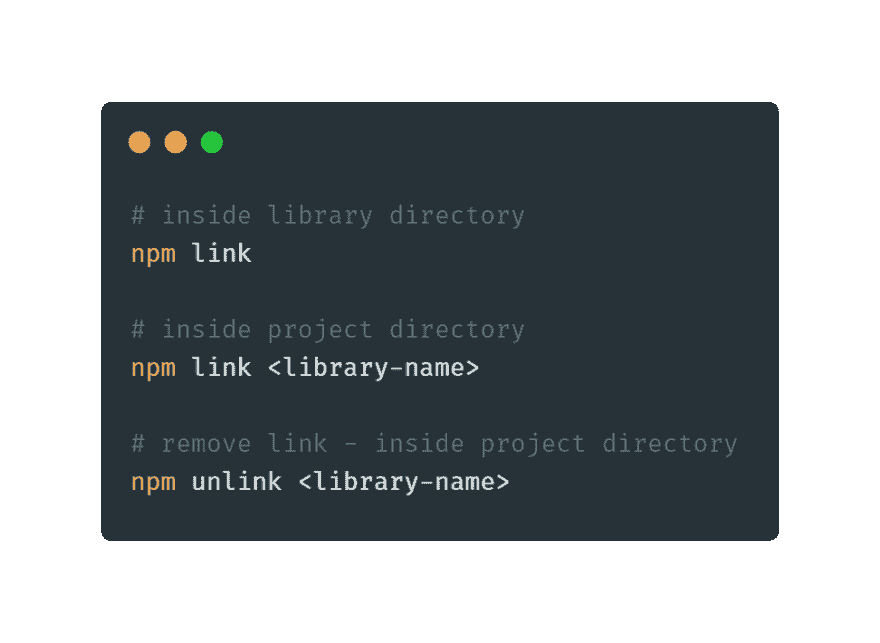 # inside library directory
npm link
# inside project directory
npm link <library-name>
# remove link - inside project directory
npm unlink <library-name>